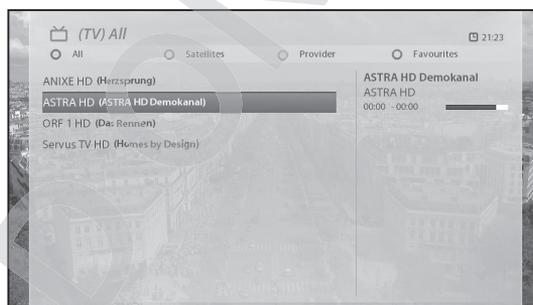 (TV) All
21:23
All Satellites Provider Favourites
ANIXE HD (Herzsprung)
ASTRA HD (ASTRA HD Demokanal)
ORF 1 HD (Das Rennen)
Servus TV HD (Homes by Design)
ASTRA HD Demokanal
ASTRA HD
00:00 - 00:00